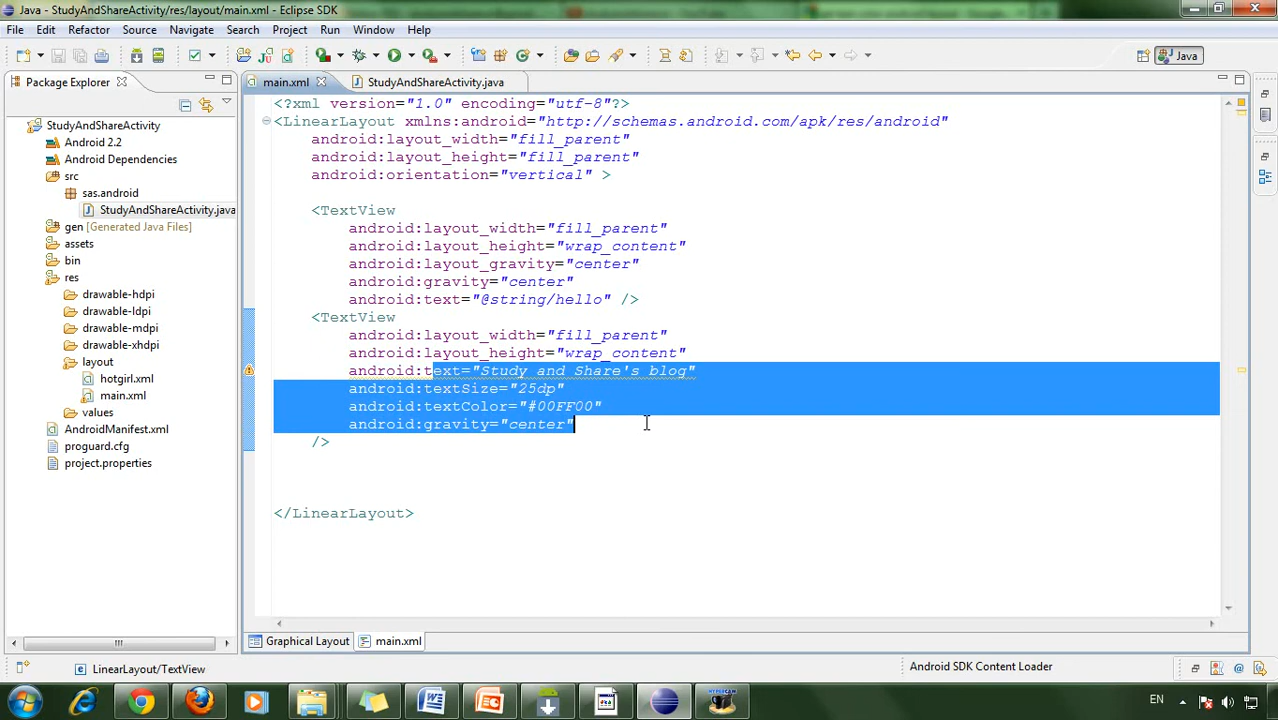 Java - StudyAndShareActivity/res/layout/main.xml - Eclipse SDK
File Edit Refactor Source Navigate Search Project Run Window Help
Java
Package Explorer
main.xml
StudyAndShareActivity.java
StudyAndShareActivity
Android 2.2
Android Dependencies
src
sas.android
StudyAndShareActivity.java
gen [Generated Java Files]
assets
bin
res
drawable-hdpi
drawable-ldpi
drawable-mdpi
drawable-xhdpi
layout
hotgirl.xml
main.xml
values
AndroidManifest.xml
proguard.cfg
project.properties
<?xml version="1.0" encoding="utf-8"?>
<LinearLayout xmlns:android="http://schemas.android.com/apk/res/android"
android:layout_width="fill_parent"
android:layout_height="fill_parent"
android:orientation="vertical" >
<TextView
android:layout_width="fill_parent"
android:layout_height="wrap_content"
android:layout_gravity="center"
android:gravity="center"
android:text="@string/hello" />
<TextView
android:layout_width="fill_parent"
android:layout_height="wrap_content"
android:text="Study and Share's blog"
android:textSize="25dp"
android:textColor="#00FF00"
android:gravity="center"
/>
</LinearLayout>
Graphical Layout
main.xml
LinearLayout/TextView
Android SDK Content Loader
EN